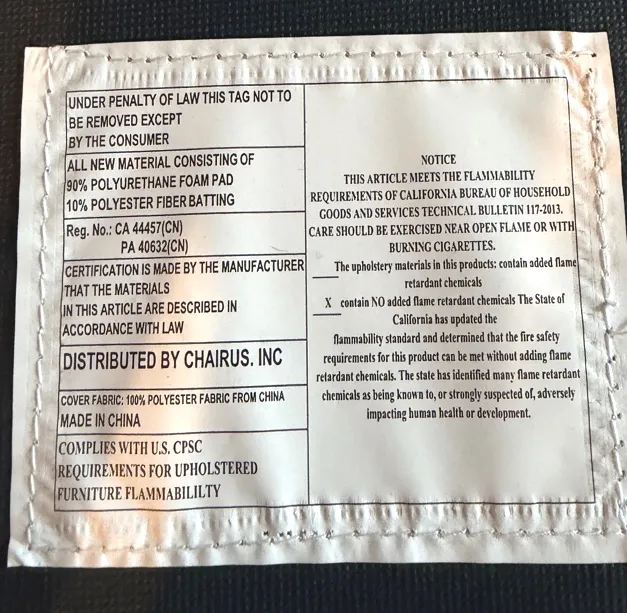 UNDER PENALTY OF LAW THIS TAG NOT TO
BE REMOVED EXCEPT
BY THE CONSUMER
ALL NEW MATERIAL CONSISTING OF
90% POLYURETHANE FOAM PAD
10% POLYESTER FIBER BATTING
Reg. No.: CA 44457(CN)
PA 40632(CN)
CERTIFICATION IS MADE BY THE MANUFACTURER
THAT THE MATERIALS
IN THIS ARTICLE ARE DESCRIBED IN
ACCORDANCE WITH LAW
DISTRIBUTED BY CHAIRUS. INC
COVER FABRIC: 100% POLYESTER FABRIC FROM CHINA
MADE IN CHINA
COMPLIES WITH U.S. CPSC
REQUIREMENTS FOR UPHOLSTERED
FURNITURE FLAMMABILILTY
NOTICE
THIS ARTICLE MEETS THE FLAMMABILITY
REQUIREMENTS OF CALIFORNIA BUREAU OF HOUSEHOLD
GOODS AND SERVICES TECHNICAL BULLETIN 117-2013.
CARE SHOULD BE EXERCISED NEAR OPEN FLAME OR WITH
BURNING CIGARETTES.
____The upholstery materials in this products: contain added flame
retardant chemicals
X contain NO added flame retardant chemicals The State of
California has updated the
flammability standard and determined that the fire safety
requirements for this product can be met without adding flame
retardant chemicals. The state has identified many flame retardant
chemicals as being known to, or strongly suspected of, adversely
impacting human health or development.